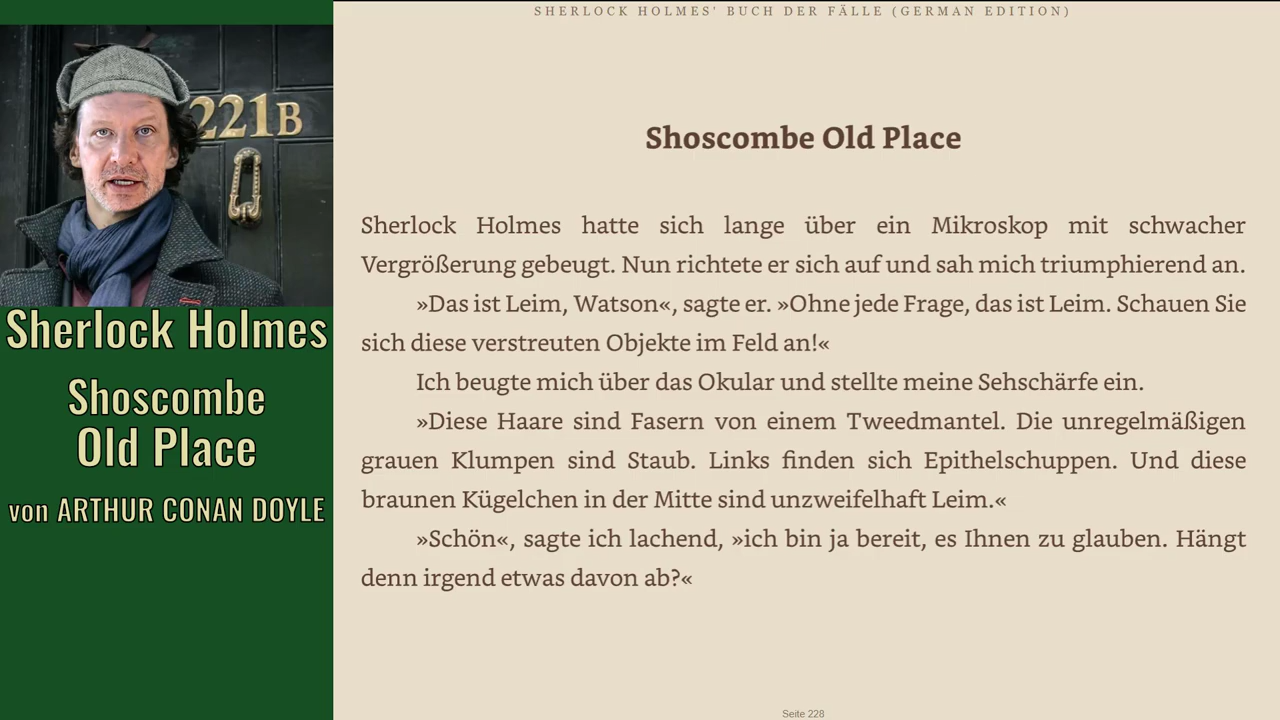 SHERLOCK HOLMES' BUCH DER FÄLLE (GERMAN EDITION)
221B
Sherlock Holmes
Shoscombe
Old Place
von ARTHUR CONAN DOYLE
Shoscombe Old Place
Sherlock Holmes hatte sich lange über ein Mikroskop mit schwacher
Vergrößerung gebeugt. Nun richtete er sich auf und sah mich triumphierend an.
»Das ist Leim, Watson«, sagte er. »Ohne jede Frage, das ist Leim. Schauen Sie
sich diese verstreuten Objekte im Feld an!«
Ich beugte mich über das Okular und stellte meine Sehschärfe ein.
»Diese Haare sind Fasern von einem Tweedmantel. Die unregelmäßigen
grauen Klumpen sind Staub. Links finden sich Epithelschuppen. Und diese
braunen Kügelchen in der Mitte sind unzweifelhaft Leim.«
»Schön«, sagte ich lachend, »ich bin ja bereit, es Ihnen zu glauben. Hängt
denn irgend etwas davon ab?«
Seite 228